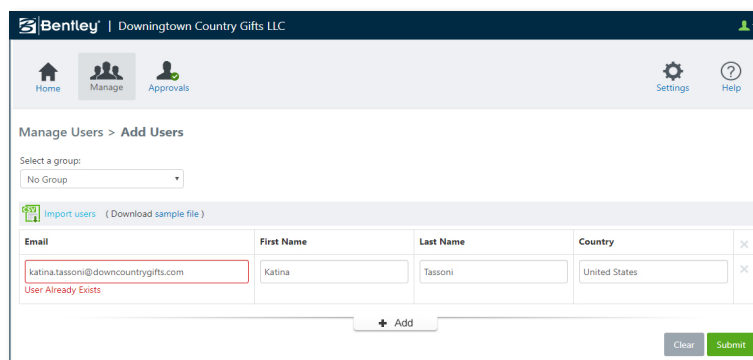 Bentley | Downingtown Country Gifts LLC
Home Manage Approvals Settings Help
Manage Users > Add Users
Select a group:
No Group
CSV Import users ( Download sample file )
Email First Name Last Name Country
katina.tassoni@downcountrygifts.com Katina Tassoni United States
User Already Exists
+ Add
Clear Submit